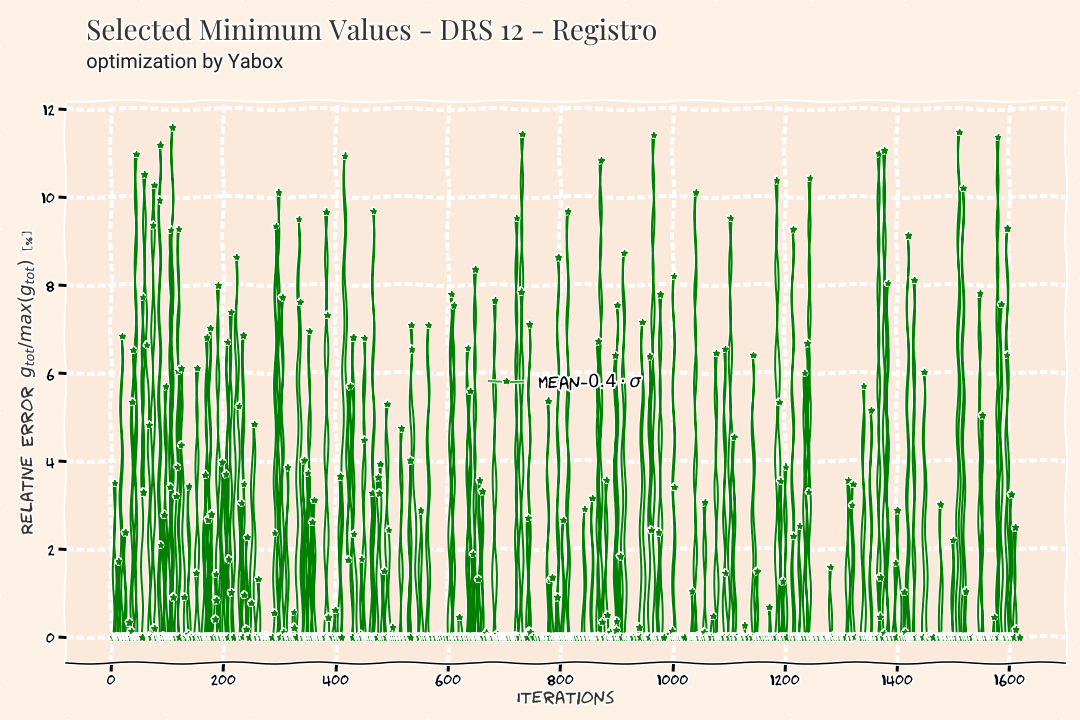 Selected Minimum Values - DRS 12 - Registro
optimization by Yabox
12
10
8
6
4
2
0
RELATIVE ERROR g_tot/max(g_tot) [%]
MEAN-0.4·σ
0 200 400 600 800 1000 1200 1400 1600
ITERATIONS